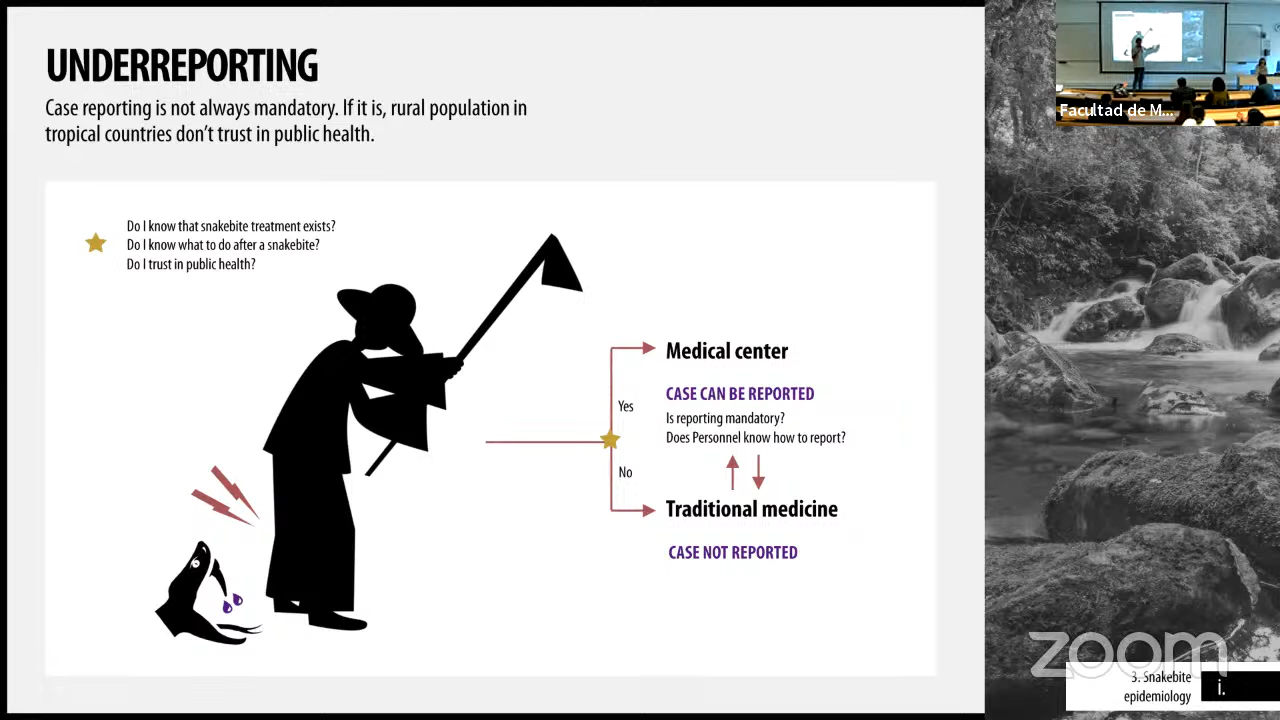 UNDERREPORTING
Case reporting is not always mandatory. If it is, rural population in
tropical countries don't trust in public health.
Do I know that snakebite treatment exists?
Do I know what to do after a snakebite?
Do I trust in public health?
Medical center
CASE CAN BE REPORTED
Yes
Is reporting mandatory?
Does Personnel know how to report?
No
Traditional medicine
CASE NOT REPORTED
Facultad de M...
zoom
3. Snakebite
epidemiology
i.